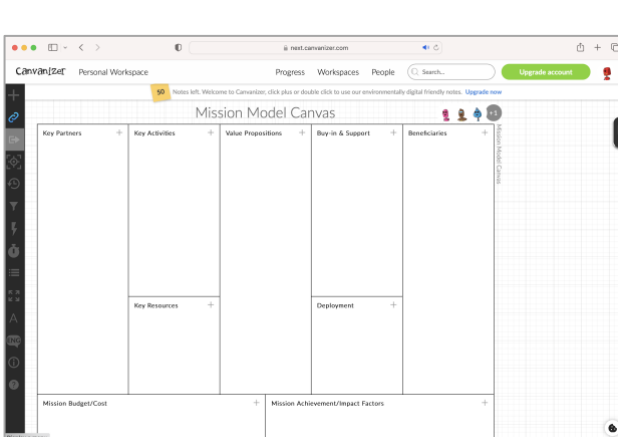 next.canvanizer.com
Canvanizer Personal Workspace Progress Workspaces People Search... Upgrade account
50 Notes left. Welcome to Canvanizer, click plus or double click to use our environmentally digital friendly notes. Upgrade now
Mission Model Canvas +1
Key Partners + Key Activities + Value Propositions + Buy-in & Support + Beneficiaries +
Mission Model Canvas
Key Resources + Deployment +
Mission Budget/Cost + Mission Achievement/Impact Factors +